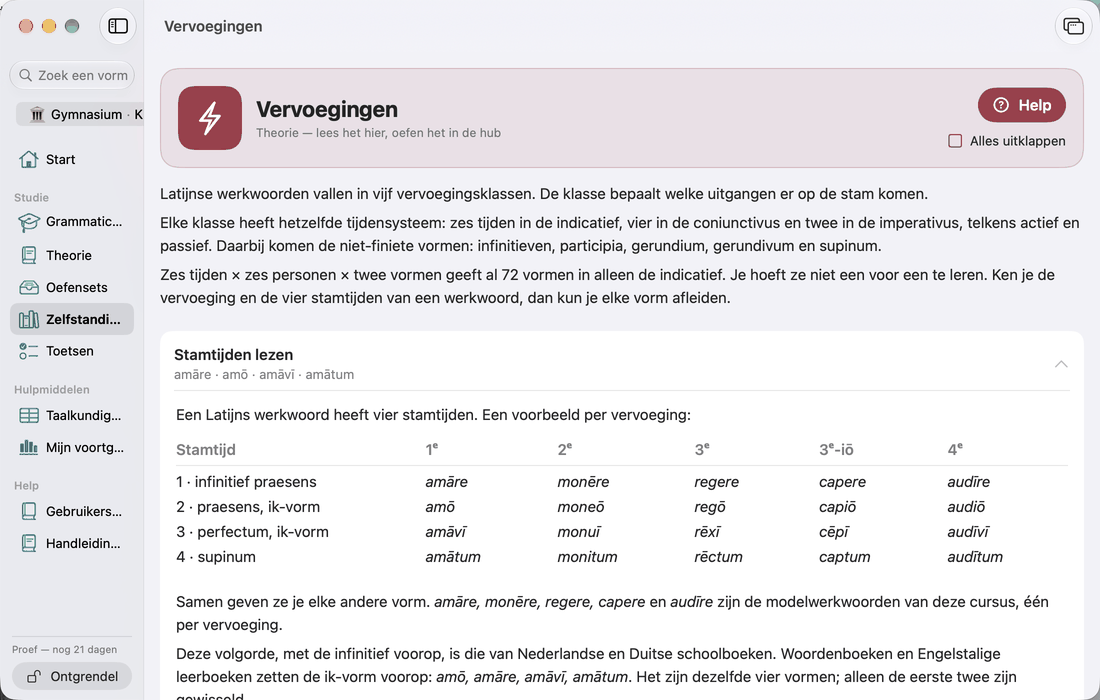 Vervoegingen
Zoek een vorm
Gymnasium · K
Start
Studie
Grammatic...
Theorie
Oefensets
Zelfstandi...
Toetsen
Hulpmiddelen
Taalkundig...
Mijn voortg...
Help
Gebruikers...
Handleidin...
Proef — nog 21 dagen
Ontgrendel
Vervoegingen
Theorie — lees het hier, oefen het in de hub
Help
Alles uitklappen
Latijnse werkwoorden vallen in vijf vervoegingsklassen. De klasse bepaalt welke uitgangen er op de stam komen.
Elke klasse heeft hetzelfde tijdensysteem: zes tijden in de indicatief, vier in de coniunctivus en twee in de imperativus, telkens actief en
passief. Daarbij komen de niet-finiete vormen: infinitieven, participia, gerundium, gerundivum en supinum.
Zes tijden × zes personen × twee vormen geeft al 72 vormen in alleen de indicatief. Je hoeft ze niet een voor een te leren. Ken je de
vervoeging en de vier stamtijden van een werkwoord, dan kun je elke vorm afleiden.
Stamtijden lezen
amāre · amō · amāvī · amātum
Een Latijns werkwoord heeft vier stamtijden. Een voorbeeld per vervoeging:
Stamtijd 1ᵉ 2ᵉ 3ᵉ 3ᵉ-iō 4ᵉ
1 · infinitief praesens amāre monēre regere capere audīre
2 · praesens, ik-vorm amō moneō regō capiō audiō
3 · perfectum, ik-vorm amāvī monuī rēxī cēpī audīvī
4 · supinum amātum monitum rēctum captum audītum
Samen geven ze je elke andere vorm. amāre, monēre, regere, capere en audīre zijn de modelwerkwoorden van deze cursus, één
per vervoeging.
Deze volgorde, met de infinitief voorop, is die van Nederlandse en Duitse schoolboeken. Woordenboeken en Engelstalige
leerboeken zetten de ik-vorm voorop: amō, amāre, amāvī, amātum. Het zijn dezelfde vier vormen; alleen de eerste twee zijn
gewisseld.